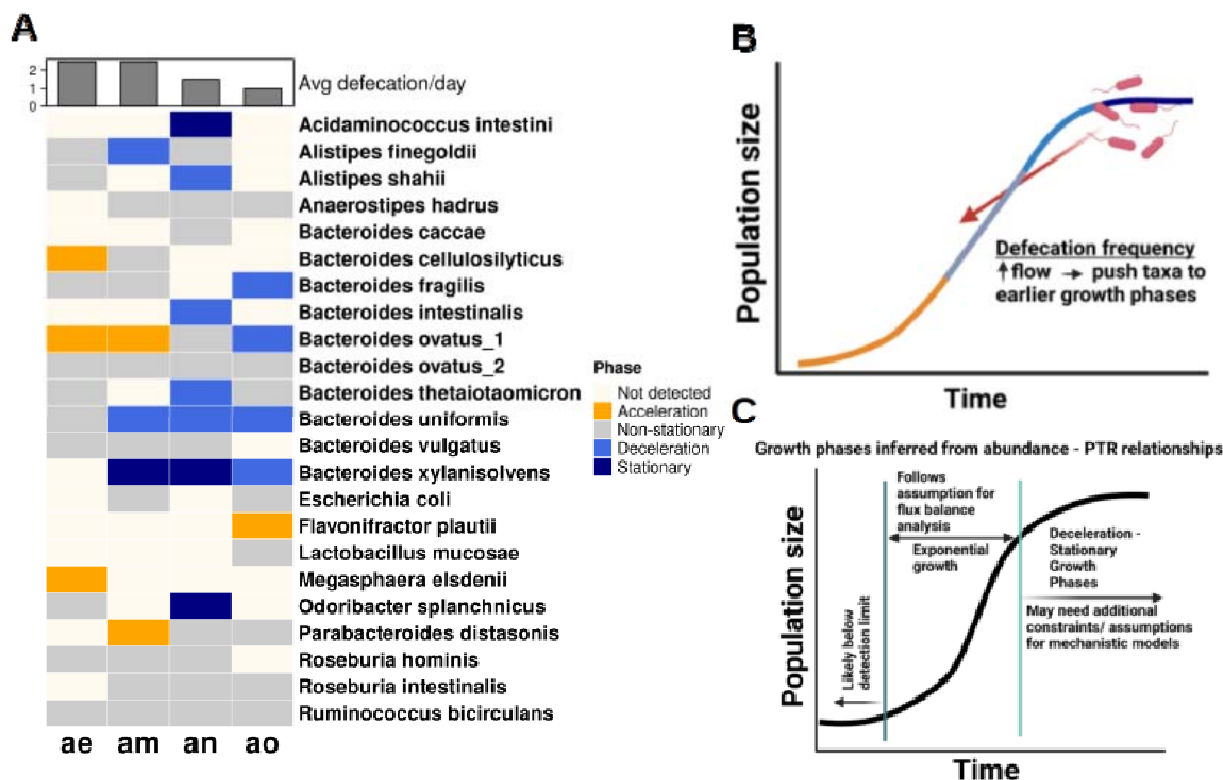 A
2
1
0
Avg defecation/day
Acidaminococcus intestini
Alistipes finegoldii
Alistipes shahii
Anaerostipes hadrus
Bacteroides caccae
Bacteroides cellulosilyticus
Bacteroides fragilis
Bacteroides intestinalis
Bacteroides ovatus_1
Bacteroides ovatus_2
Bacteroides thetaiotaomicron
Bacteroides uniformis
Bacteroides vulgatus
Bacteroides xylanisolvens
Escherichia coli
Flavonifractor plautii
Lactobacillus mucosae
Megasphaera elsdenii
Odoribacter splanchnicus
Parabacteroides distasonis
Roseburia hominis
Roseburia intestinalis
Ruminococcus bicirculans
ae am an ao
Phase
Not detected
Acceleration
Non-stationary
Deceleration
Stationary
B
Population size
Defecation frequency
↑flow → push taxa to
earlier growth phases
Time
C
Growth phases inferred from abundance - PTR relationships
Population size
Likely below
detection limit
Follows
assumption for
flux balance
analysis
Exponential
growth
Deceleration -
Stationary
Growth
Phases
May need additional
constraints/ assumptions
for mechanistic models
Time